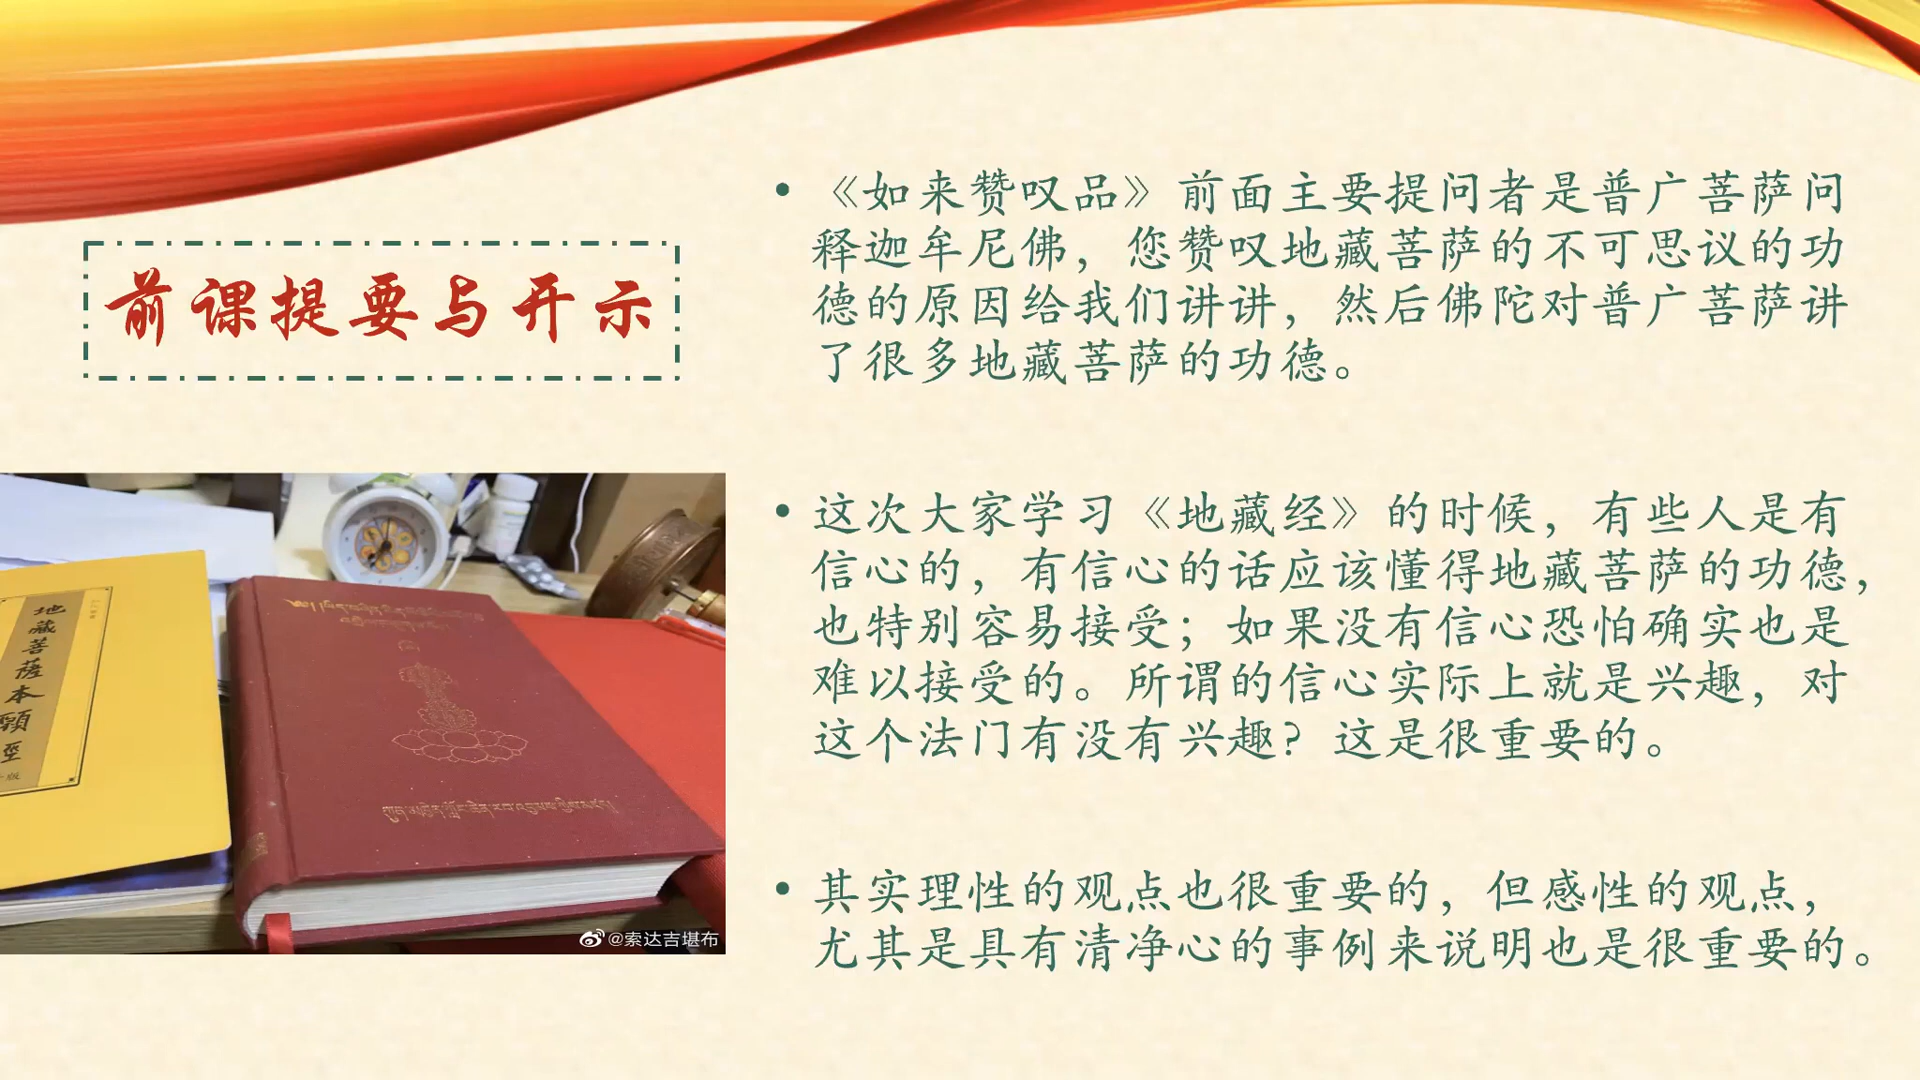 前课提要与开示
《如来赞叹品》前面主要提问者是普广菩萨问
释迦牟尼佛，您赞叹地藏菩萨的不可思议的功
德的原因给我们讲讲，然后佛陀对普广菩萨讲
了很多地藏菩萨的功德。
这次大家学习《地藏经》的时候，有些人是有
信心的，有信心的话应该懂得地藏菩萨的功德，
也特别容易接受；如果没有信心恐怕确实也是
难以接受的。所谓的信心实际上就是兴趣，对
这个法门有没有兴趣？这是很重要的。
其实理性的观点也很重要的，但感性的观点，
尤其是具有清净心的事例来说明也是很重要的。
地藏菩薩本願經
@索达吉堪布